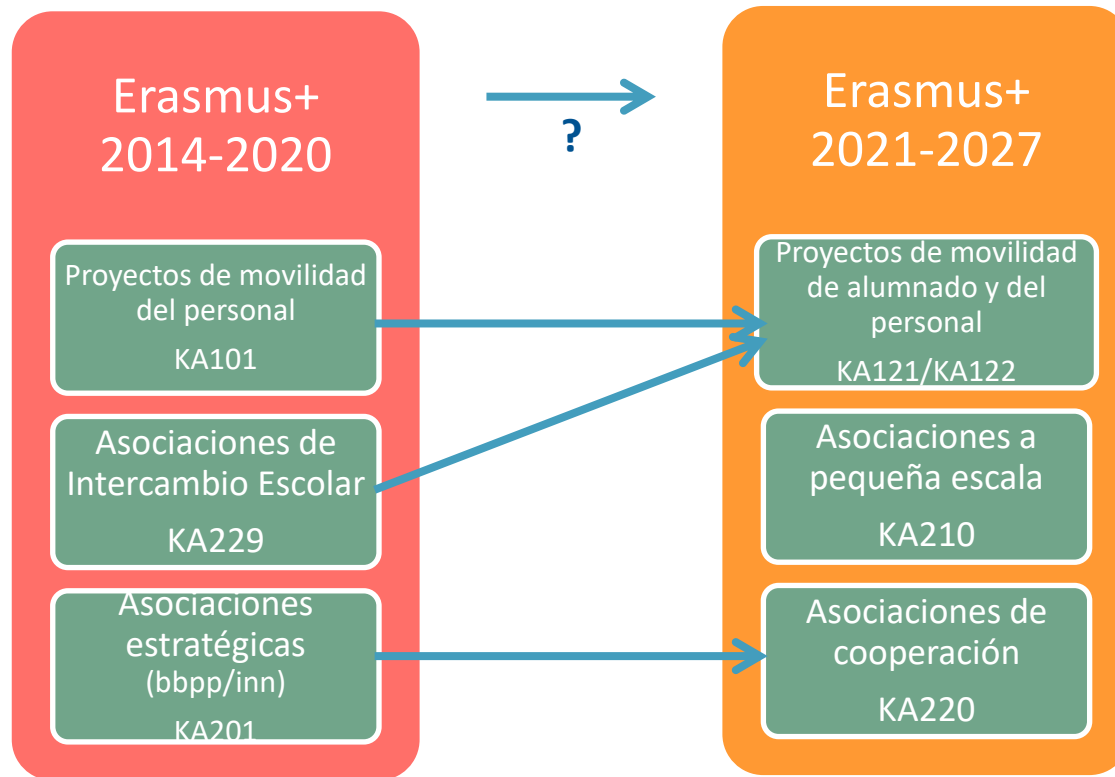 Erasmus+
2014-2020
Proyectos de movilidad
del personal
KA101
Asociaciones de
Intercambio Escolar
KA229
Asociaciones
estratégicas
(bbpp/inn)
KA201
?
Erasmus+
2021-2027
Proyectos de movilidad
de alumnado y del
personal
KA121/KA122
Asociaciones a
pequeña escala
KA210
Asociaciones de
cooperación
KA220